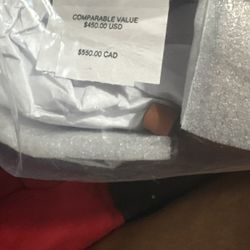 COMPARABLE VALUE
$450.00 USD
$550.00 CAD